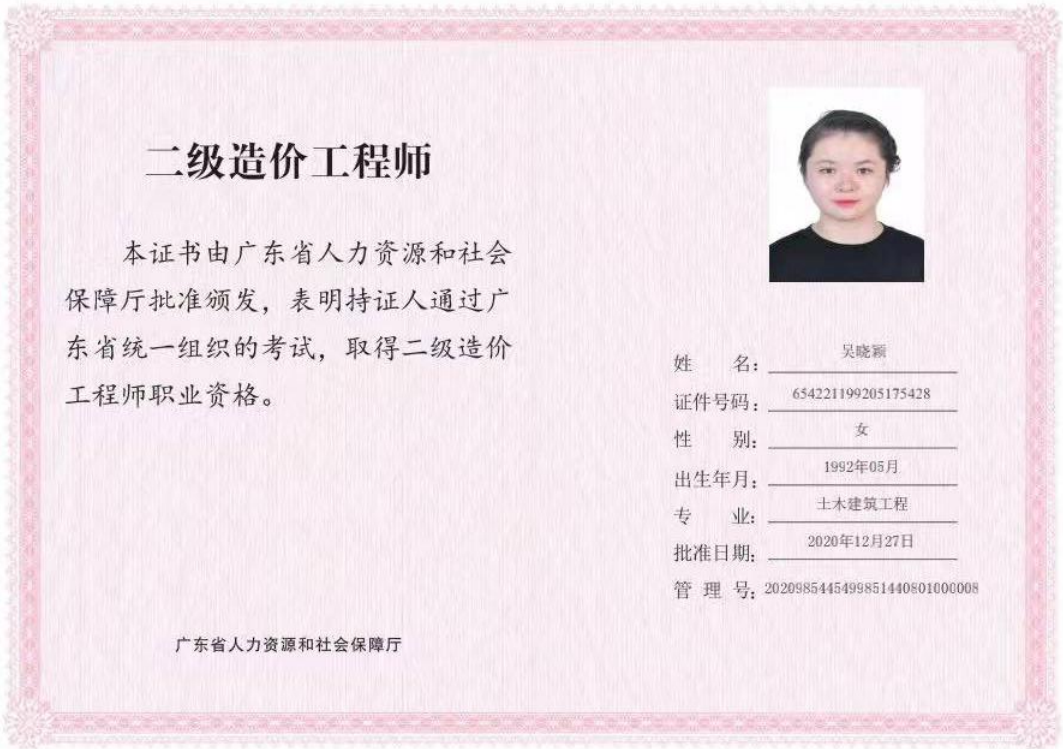 二级造价工程师
本证书由广东省人力资源和社会
保障厅批准颁发，表明持证人通过广
东省统一组织的考试，取得二级造价
工程师职业资格。
广东省人力资源和社会保障厅
姓 名：吴晓颖
证件号码：654221199205175428
性 别：女
出生年月：1992年05月
专 业：土木建筑工程
批准日期：2020年12月27日
管 理 号：2020985445499851440801000008